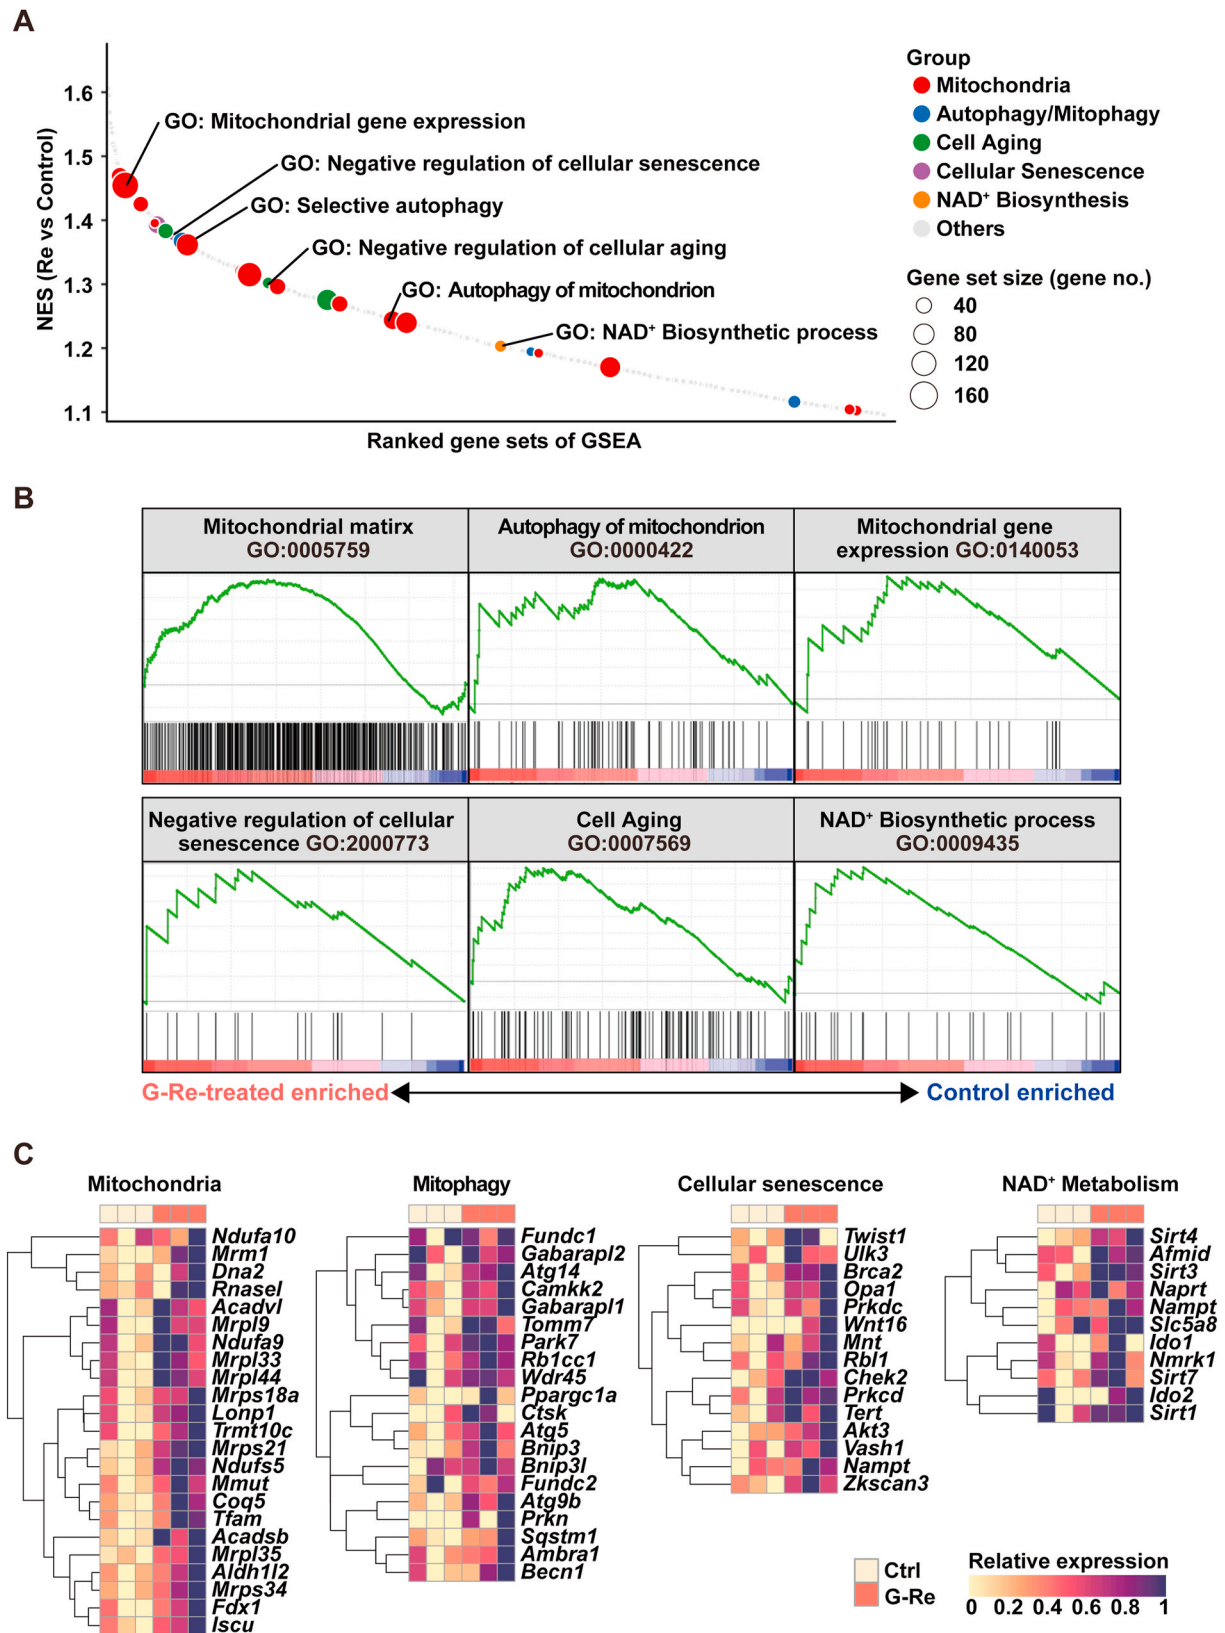 A
NES (Re vs Control)
1.6
1.5
1.4
1.3
1.2
1.1
GO: Mitochondrial gene expression
GO: Negative regulation of cellular senescence
GO: Selective autophagy
GO: Negative regulation of cellular aging
GO: Autophagy of mitochondrion
GO: NAD⁺ Biosynthetic process
Ranked gene sets of GSEA
Group
Mitochondria
Autophagy/Mitophagy
Cell Aging
Cellular Senescence
NAD⁺ Biosynthesis
Others
Gene set size (gene no.)
40
80
120
160
B
Mitochondrial matirx
GO:0005759
Autophagy of mitochondrion
GO:0000422
Mitochondrial gene
expression GO:0140053
Negative regulation of cellular
senescence GO:2000773
Cell Aging
GO:0007569
NAD⁺ Biosynthetic process
GO:0009435
G-Re-treated enriched
Control enriched
C
Mitochondria
Ndufa10
Mrm1
Dna2
Rnasel
Acadvl
Mrpl9
Ndufa9
Mrpl33
Mrpl44
Mrps18a
Lonp1
Trmt10c
Mrps21
Ndufs5
Mmut
Coq5
Tfam
Acadsb
Mrpl35
Aldh1l2
Mrps34
Fdx1
Iscu
Mitophagy
Fundc1
Gabarapl2
Atg14
Camkk2
Gabarapl1
Tomm7
Park7
Rb1cc1
Wdr45
Ppargc1a
Ctsk
Atg5
Bnip3
Bnip3l
Fundc2
Atg9b
Prkn
Sqstm1
Ambra1
Becn1
Cellular senescence
Twist1
Ulk3
Brca2
Opa1
Prkdc
Wnt16
Mnt
Rbl1
Chek2
Prkcd
Tert
Akt3
Vash1
Nampt
Zkscan3
NAD⁺ Metabolism
Sirt4
Afmid
Sirt3
Naprt
Nampt
Slc5a8
Ido1
Nmrk1
Sirt7
Ido2
Sirt1
Ctrl
G-Re
Relative expression
0 0.2 0.4 0.6 0.8 1